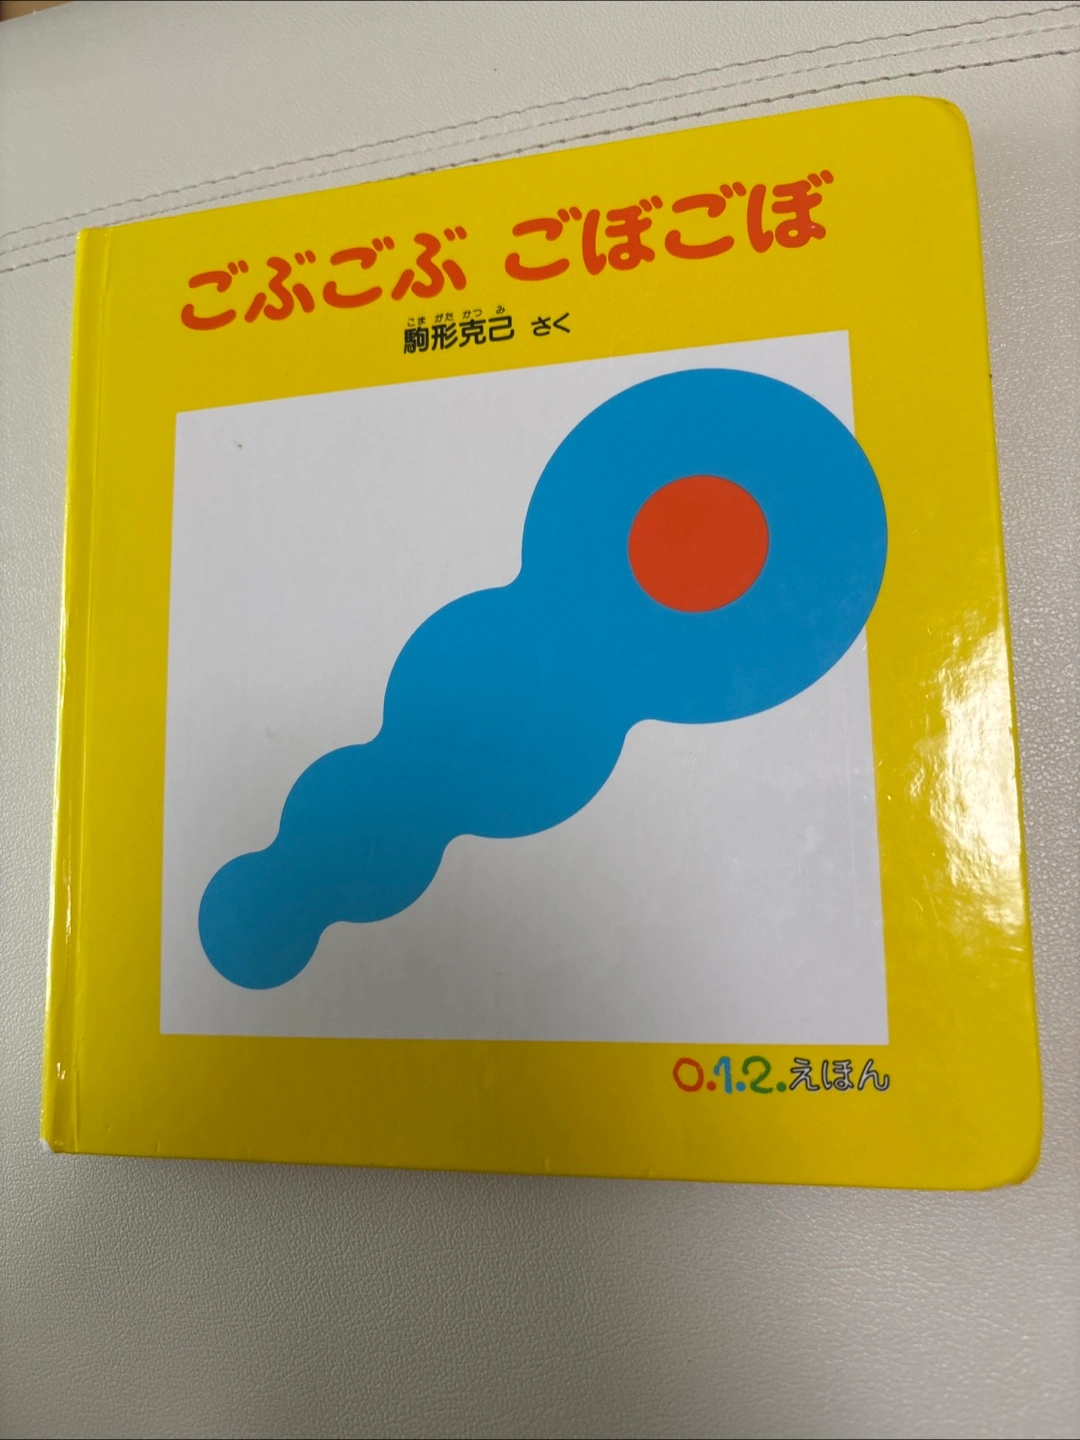 ごぶごぶ ごぼごぼ
こま がた かつ み
駒形克己 さく
0.1.2.えほん